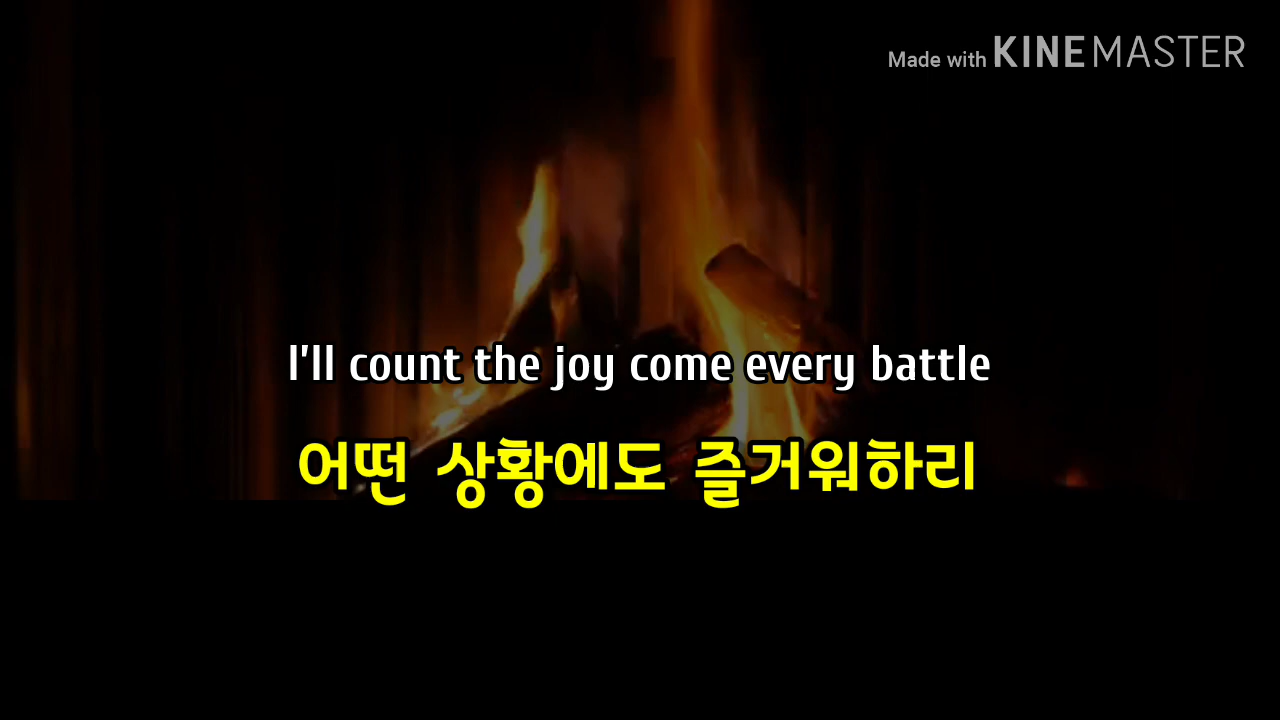 Made with KINEMASTER
I'll count the joy come every battle
어떤 상황에도 즐거워하리